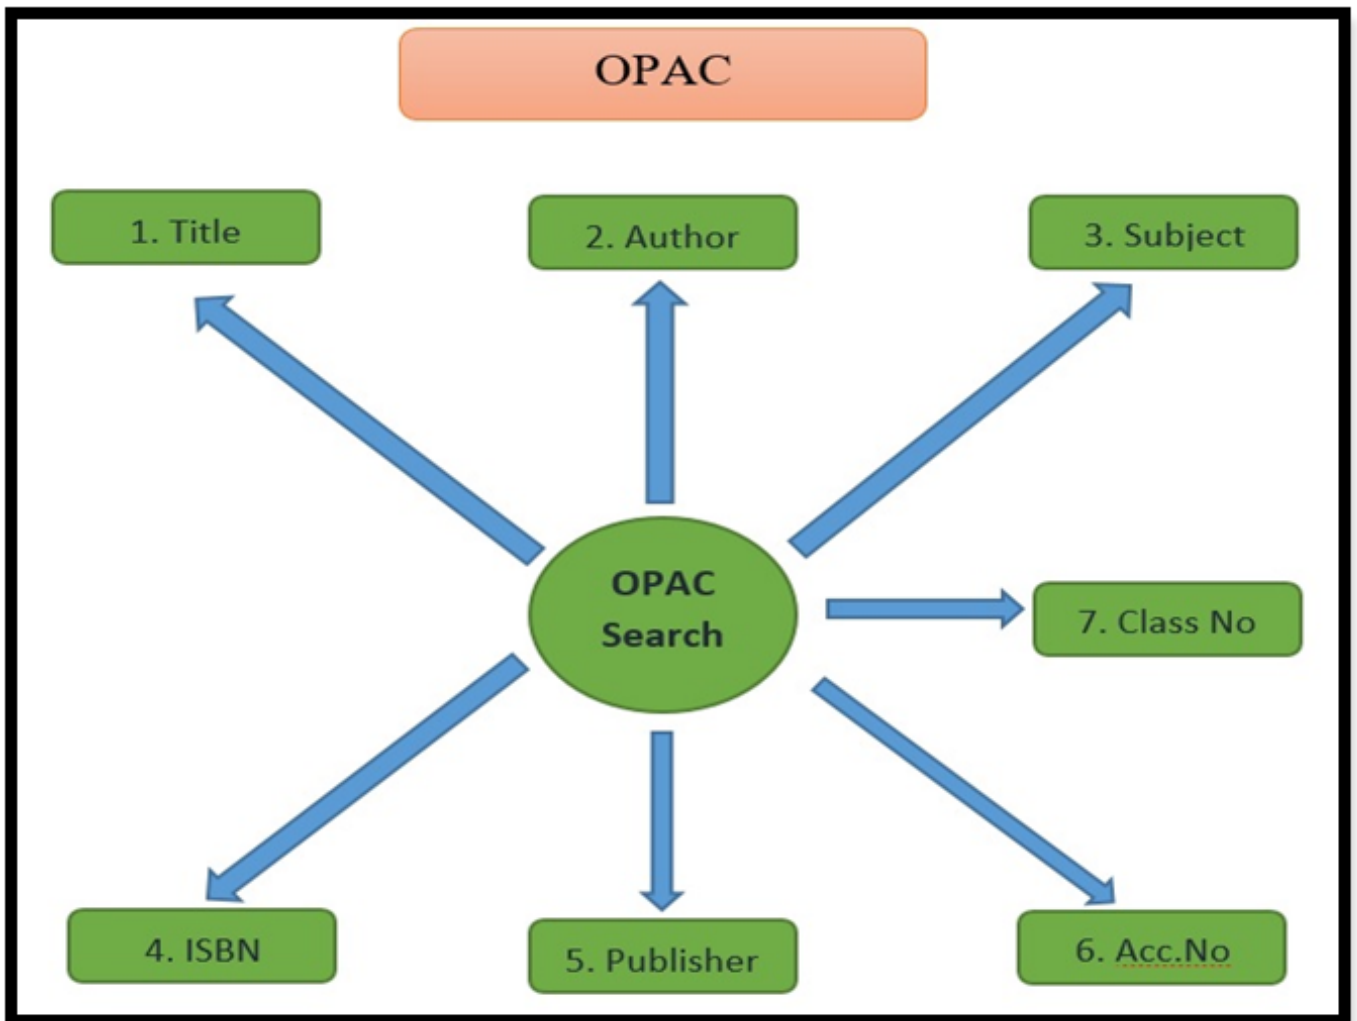 OPAC
1. Title
2. Author
3. Subject
OPAC
Search
7. Class No
4. ISBN
5. Publisher
6. Acc.No